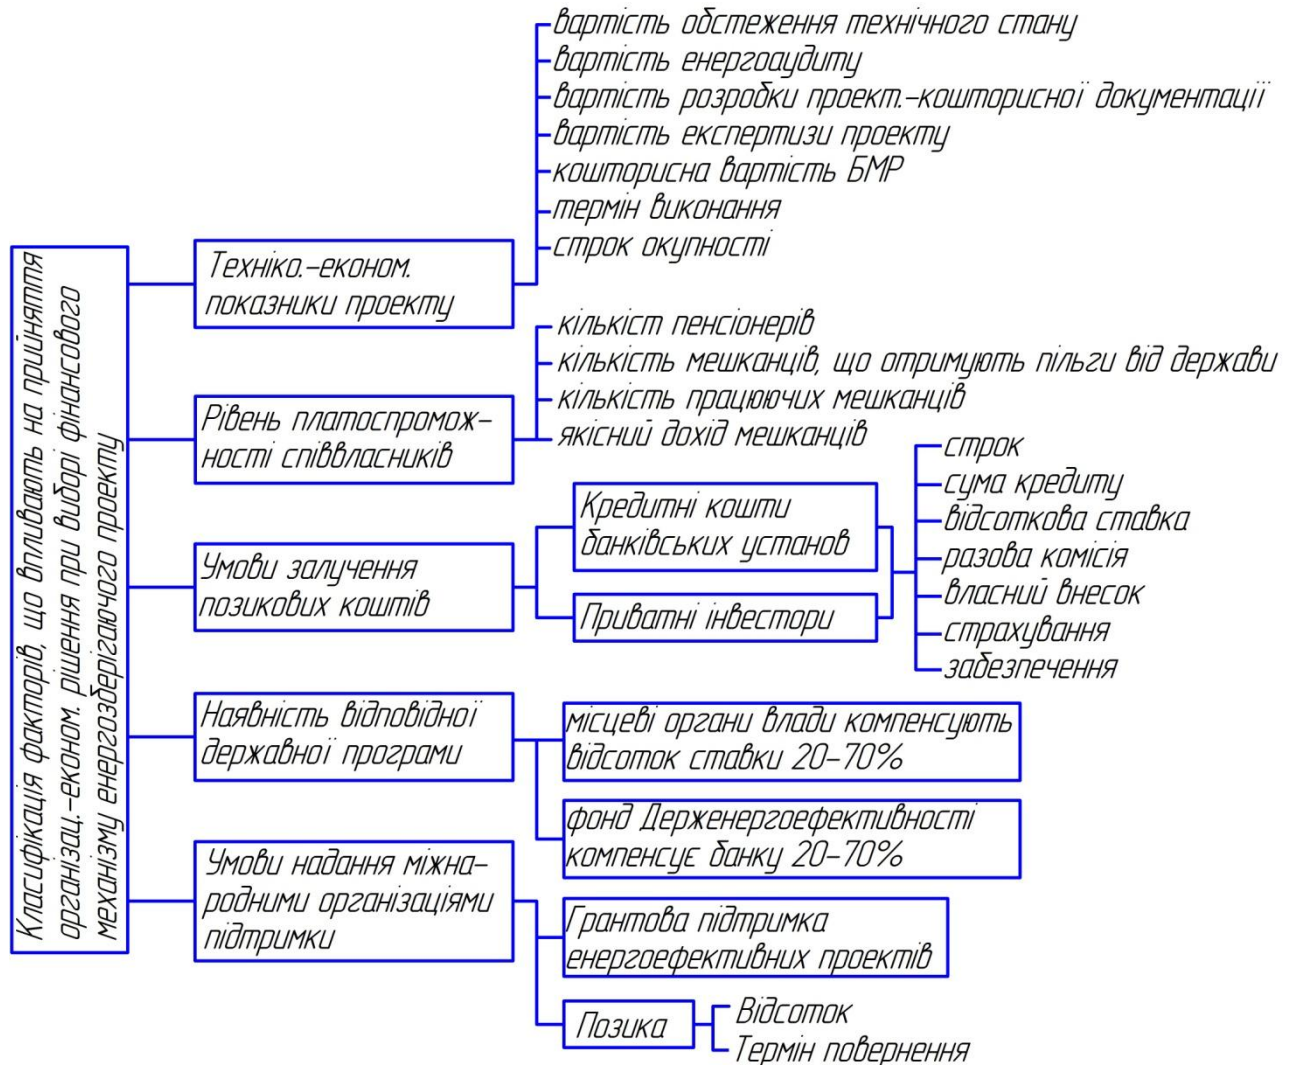 Класифікація факторів, що впливають на прийняття
організац.-економ. рішення при виборі фінансового
механізму енергозберігаючого проекту
Техніко.-економ.
показники проекту
вартість обстеження технічного стану
вартість енергоаудиту
вартість розробки проект.-кошторисної документації
вартість експертизи проекту
кошторисна вартість БМР
термін виконання
строк окупності
Рівень платоспромож-
ності співвласників
кількіст пенсіонерів
кількість мешканців, що отримують пільги від держави
кількість працюючих мешканців
якісний дохід мешканців
Умови залучення
позикових коштів
Кредитні кошти
банківських установ
Приватні інвестори
строк
сума кредиту
відсоткова ставка
разова комісія
власний внесок
страхування
забезпечення
Наявність відповідної
державної програми
місцеві органи влади компенсують
відсоток ставки 20-70%
фонд Держенергоефективності
компенсує банку 20-70%
Умови надання міжна-
родними організаціями
підтримки
Грантова підтримка
енергоефективних проектів
Позика
Відсоток
Термін повернення